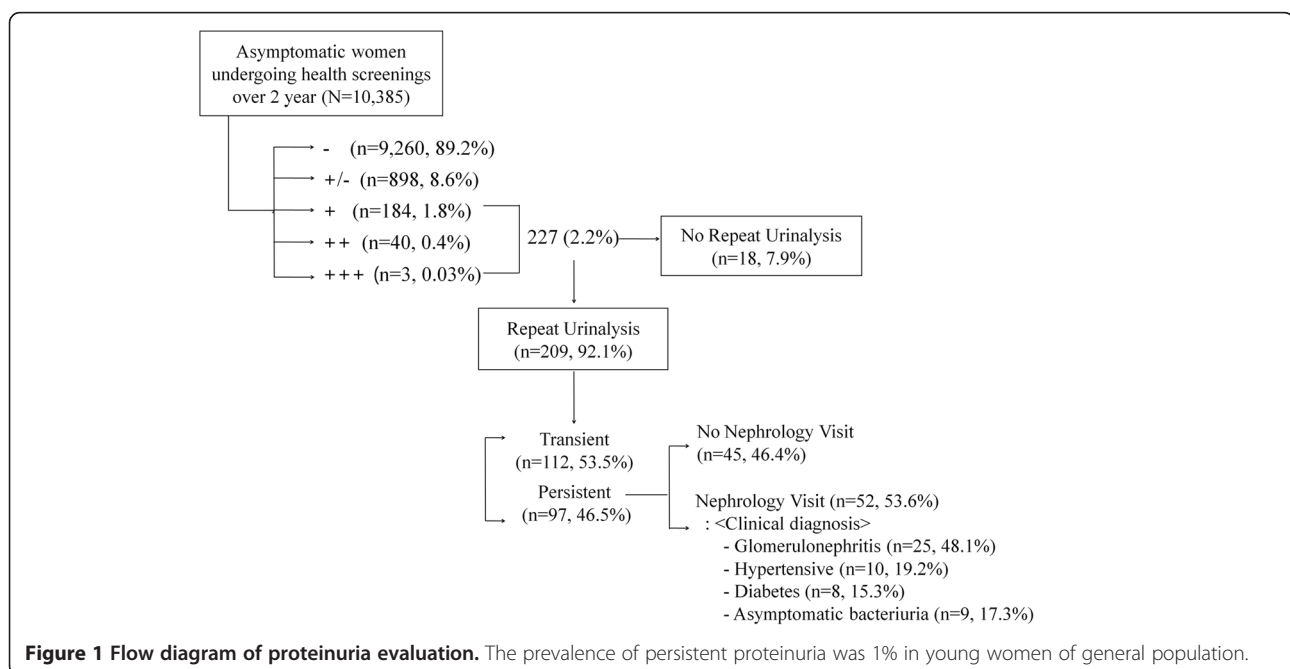 Asymptomatic women
undergoing health screenings
over 2 year (N=10,385)
- (n=9,260, 89.2%)
+/- (n=898, 8.6%)
+ (n=184, 1.8%)
++ (n=40, 0.4%)
+++ (n=3, 0.03%)
227 (2.2%)
No Repeat Urinalysis
(n=18, 7.9%)
Repeat Urinalysis
(n=209, 92.1%)
Transient
(n=112, 53.5%)
Persistent
(n=97, 46.5%)
No Nephrology Visit
(n=45, 46.4%)
Nephrology Visit (n=52, 53.6%)
: <Clinical diagnosis>
- Glomerulonephritis (n=25, 48.1%)
- Hypertensive (n=10, 19.2%)
- Diabetes (n=8, 15.3%)
- Asymptomatic bacteriuria (n=9, 17.3%)
Figure 1 Flow diagram of proteinuria evaluation. The prevalence of persistent proteinuria was 1% in young women of general population.